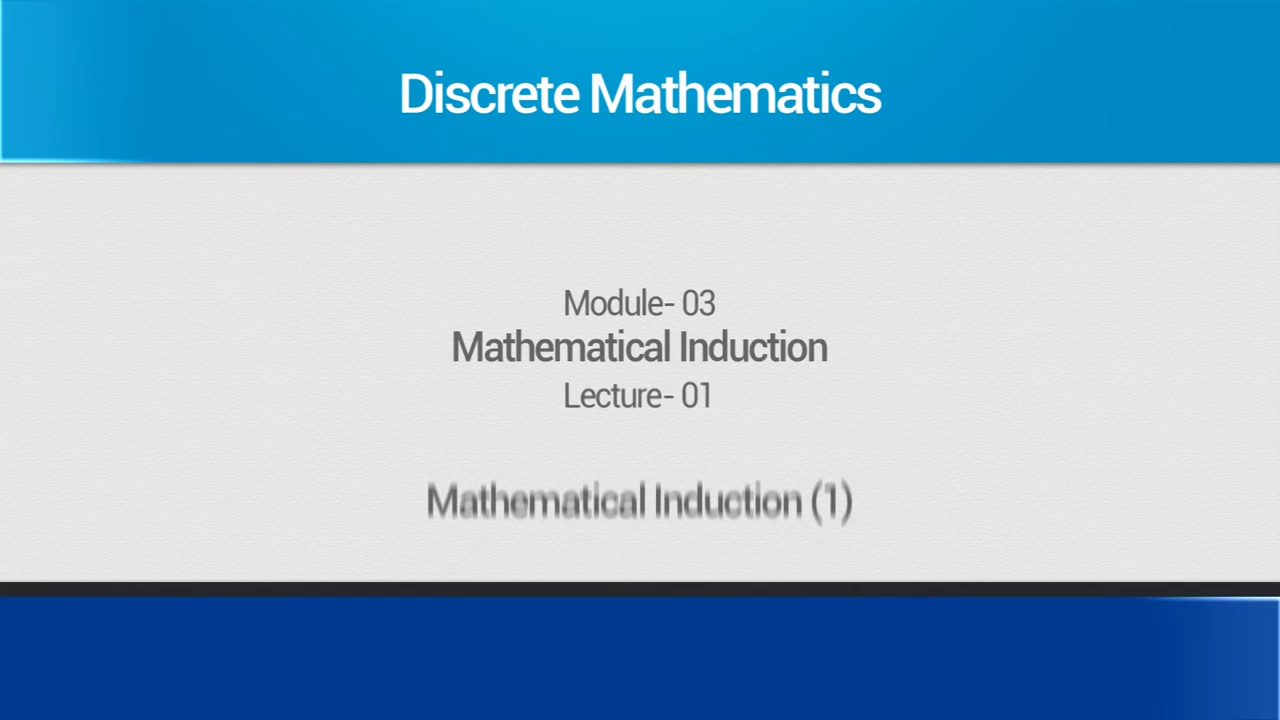 Discrete Mathematics
Module- 03
Mathematical Induction
Lecture- 01
Mathematical Induction (1)